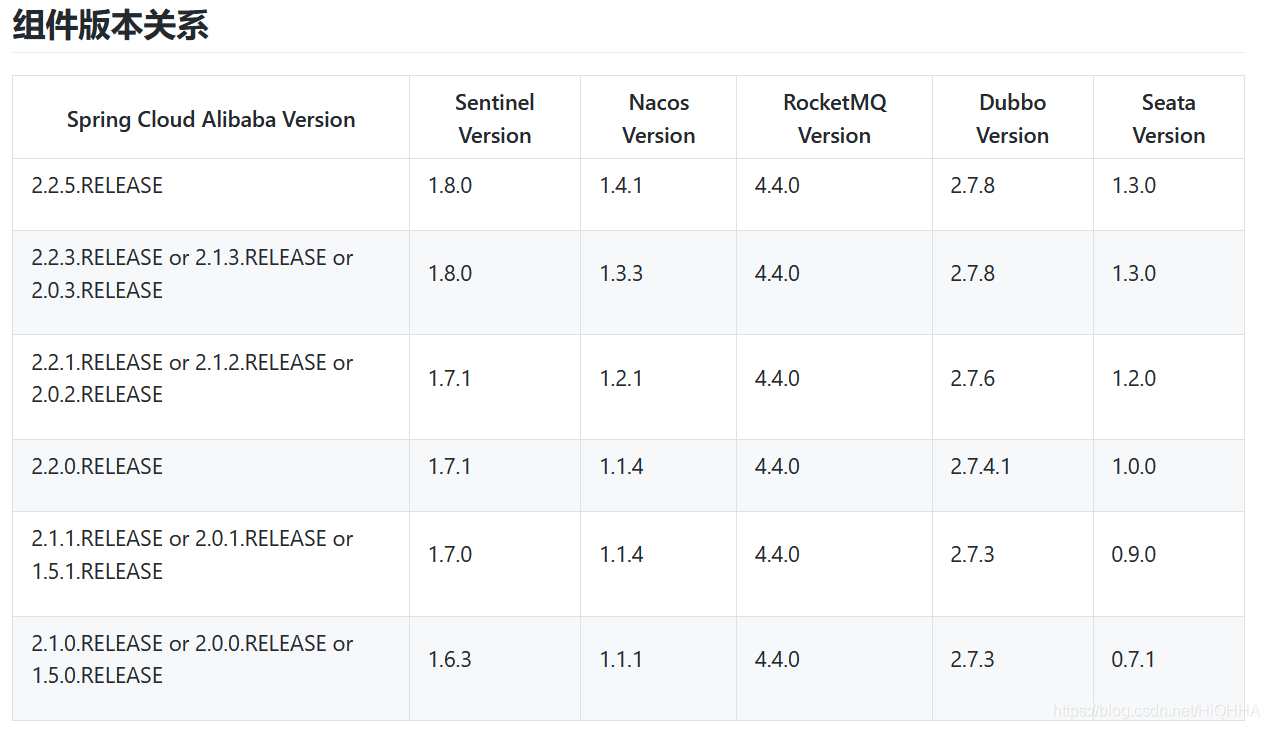 组件版本关系
Spring Cloud Alibaba Version
Sentinel
Version
Nacos
Version
RocketMQ
Version
Dubbo
Version
Seata
Version
2.2.5.RELEASE
1.8.0
1.4.1
4.4.0
2.7.8
1.3.0
2.2.3.RELEASE or 2.1.3.RELEASE or
2.0.3.RELEASE
1.8.0
1.3.3
4.4.0
2.7.8
1.3.0
2.2.1.RELEASE or 2.1.2.RELEASE or
2.0.2.RELEASE
1.7.1
1.2.1
4.4.0
2.7.6
1.2.0
2.2.0.RELEASE
1.7.1
1.1.4
4.4.0
2.7.4.1
1.0.0
2.1.1.RELEASE or 2.0.1.RELEASE or
1.5.1.RELEASE
1.7.0
1.1.4
4.4.0
2.7.3
0.9.0
2.1.0.RELEASE or 2.0.0.RELEASE or
1.5.0.RELEASE
1.6.3
1.1.1
4.4.0
2.7.3
0.7.1
https://blog.csdn.net/HIQHHA